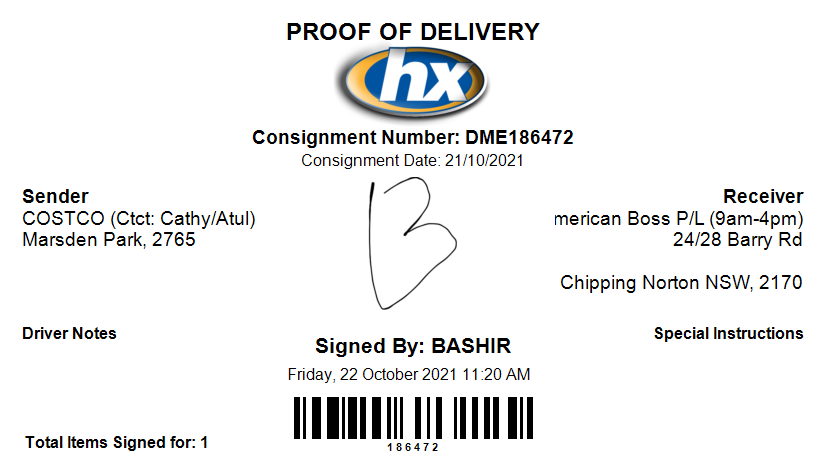 PROOF OF DELIVERY
hx
Consignment Number: DME186472
Consignment Date: 21/10/2021
Sender
COSTCO (Ctct: Cathy/Atul)
Marsden Park, 2765
B
Receiver
merican Boss P/L (9am-4pm)
24/28 Barry Rd
Chipping Norton NSW, 2170
Driver Notes
Special Instructions
Signed By: BASHIR
Friday, 22 October 2021 11:20 AM
186472
Total Items Signed for: 1